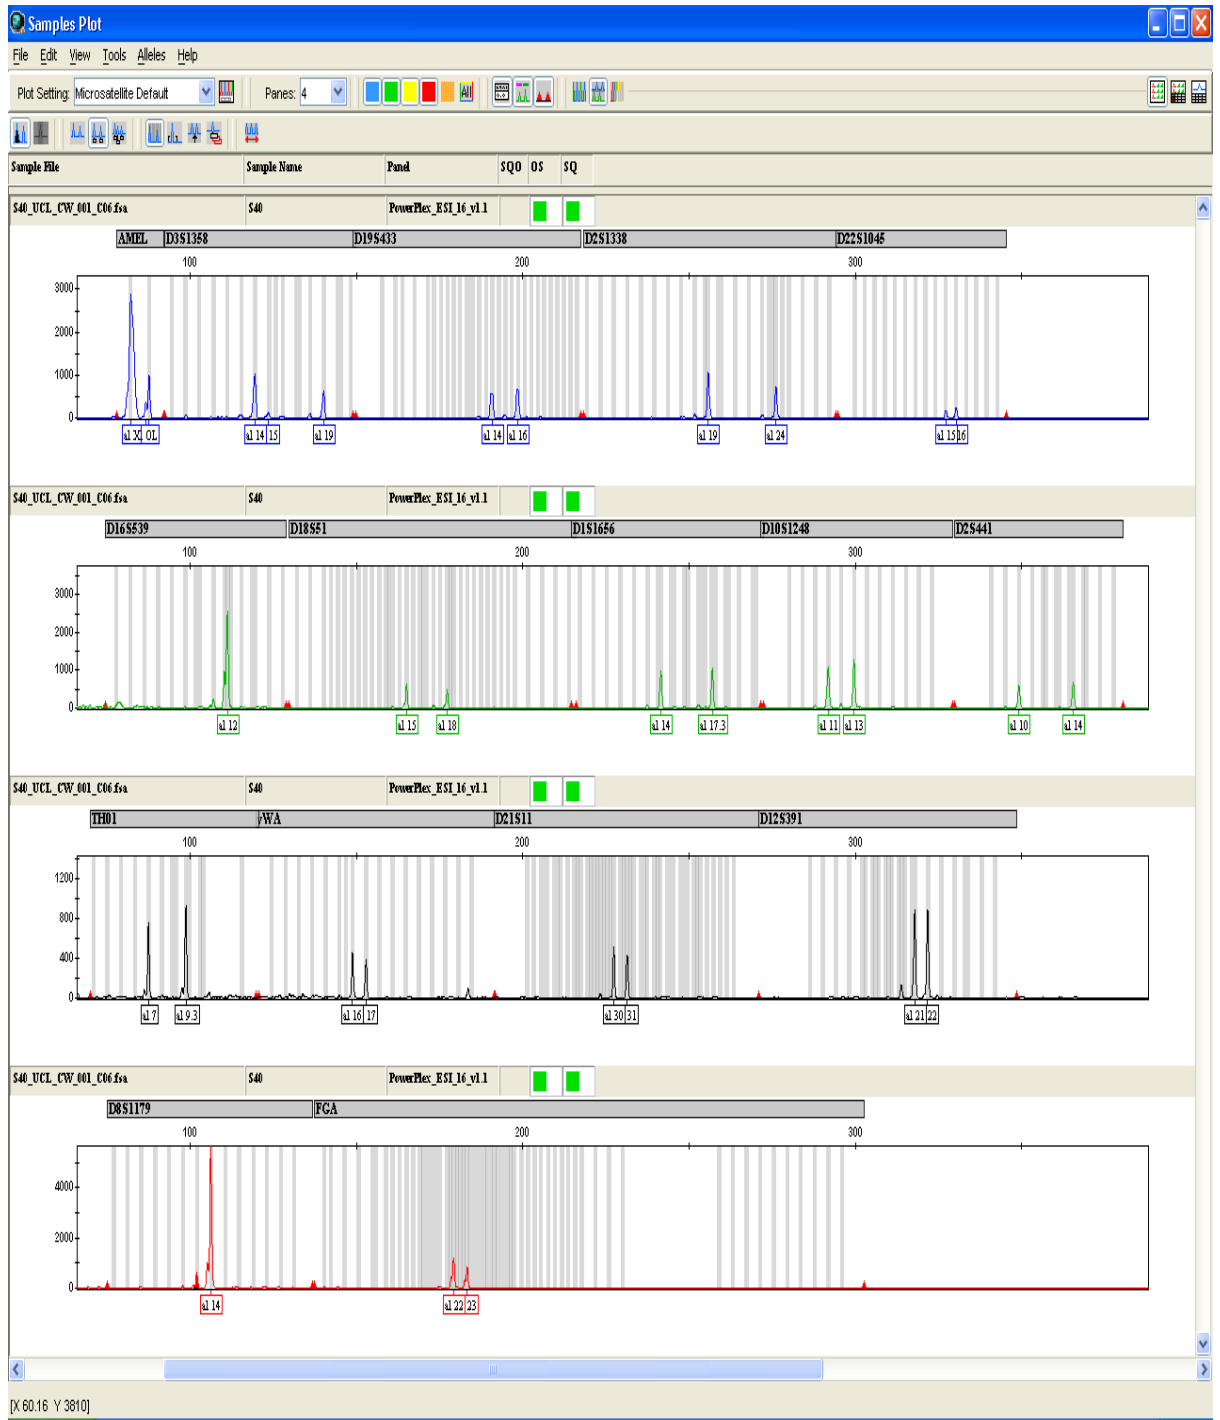 Samples Plot
File Edit View Tools Alleles Help
Plot Setting: Microsatellite Default Panes: 4 All
Sample File Sample Name Panel SQO OS SQ
S40_UCL_CW_001_C06.fsa S40 PowerPlex_ESI_16_v1.1
AMEL D3S1358 D19S433 D2S1338 D22S1045
100 200 300
3000
2000
1000
0
al X OL al 14 15 al 19 al 14 al 16 al 19 al 24 al 15 16
S40_UCL_CW_001_C06.fsa S40 PowerPlex_ESI_16_v1.1
D16S539 D18S51 D1S1656 D10S1248 D2S441
100 200 300
3000
2000
1000
0
al 12 al 15 al 18 al 14 al 17.3 al 11 al 13 al 10 al 14
S40_UCL_CW_001_C06.fsa S40 PowerPlex_ESI_16_v1.1
TH01 vWA D21S11 D12S391
100 200 300
1200
800
400
0
al 7 al 9.3 al 16 17 al 30 31 al 21 22
S40_UCL_CW_001_C06.fsa S40 PowerPlex_ESI_16_v1.1
D8S1179 FGA
100 200 300
4000
2000
0
al 14 al 22 23
[X 60.16 Y 3810]